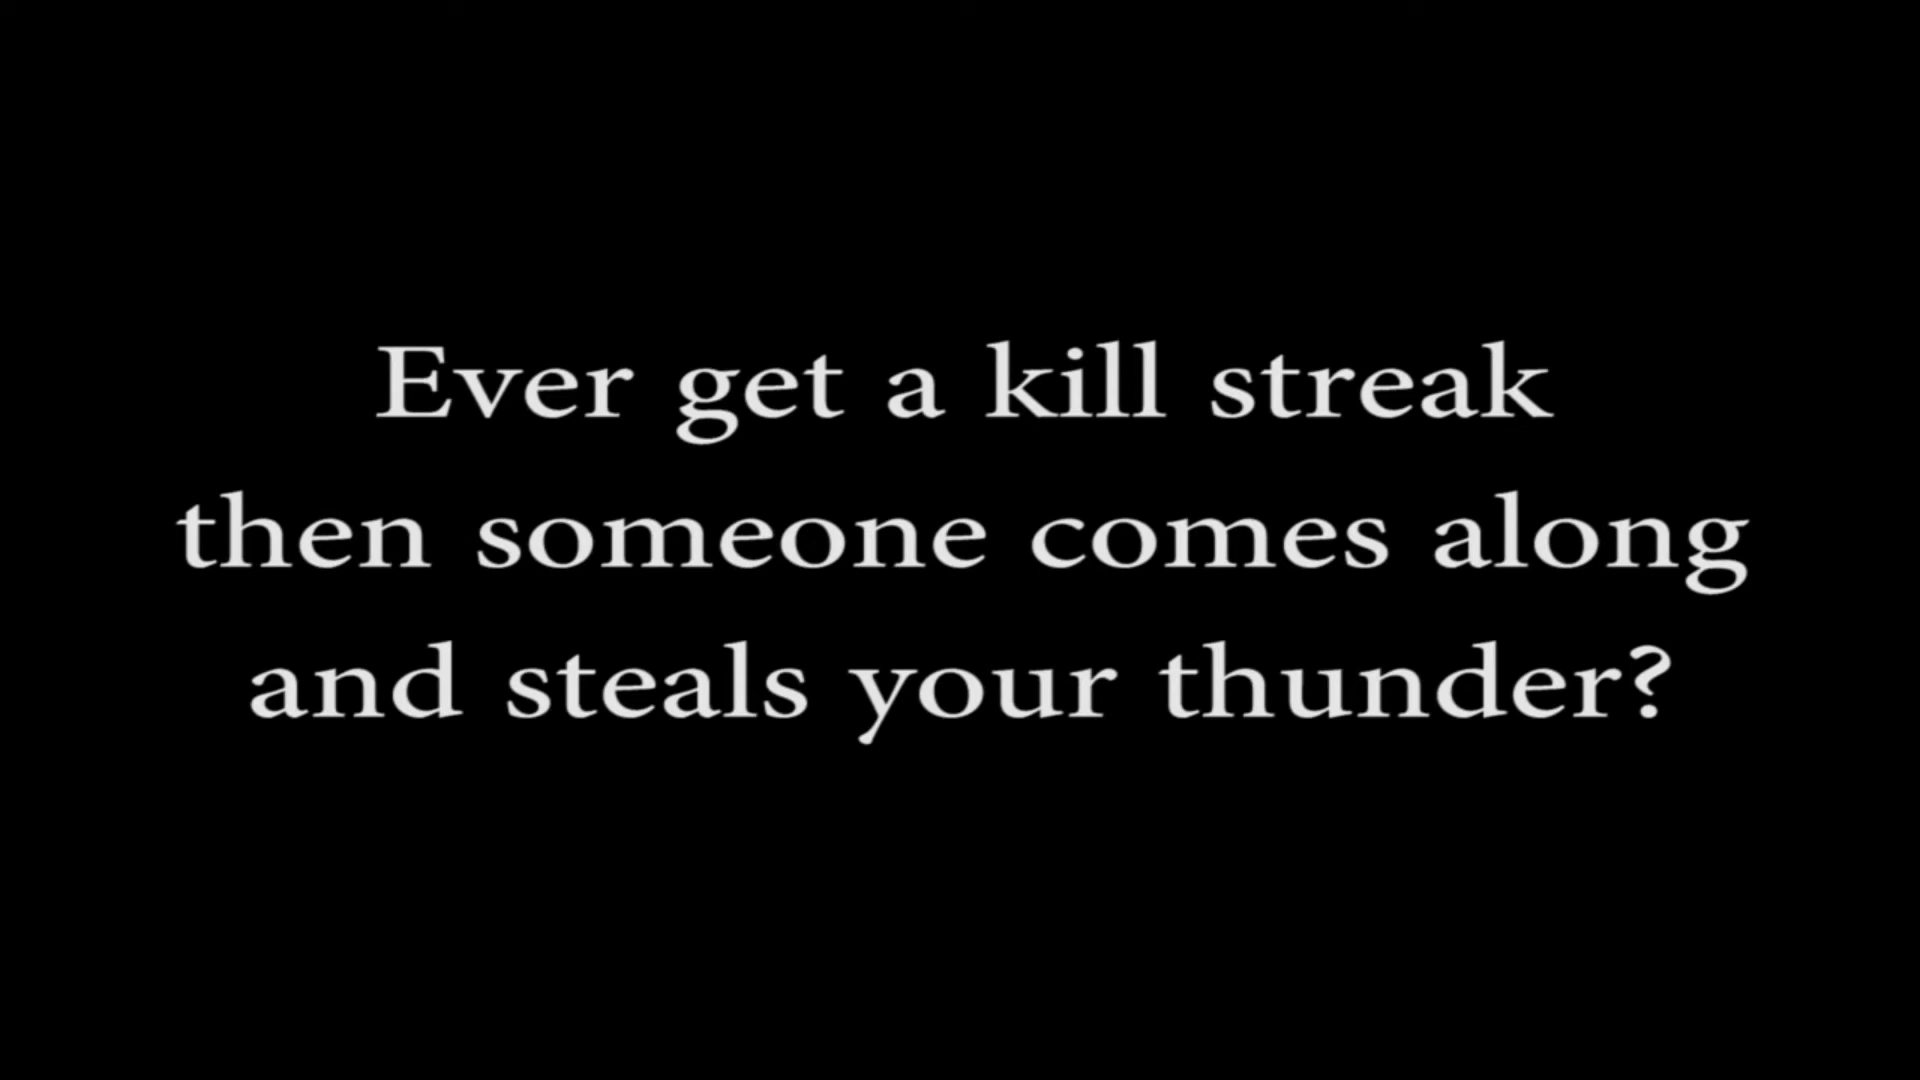 Ever get a kill streak
then someone comes along
and steals your thunder?